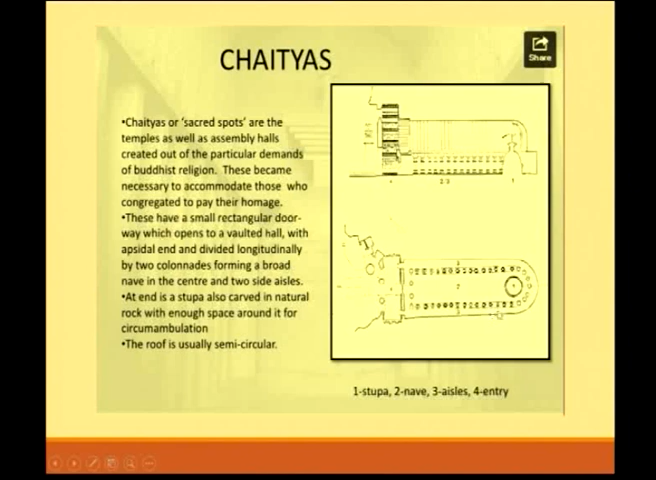 CHAITYAS
Share
•Chaityas or 'sacred spots' are the
temples as well as assembly halls
created out of the particular demands
of buddhist religion. These became
necessary to accommodate those who
congregated to pay their homage.
•These have a small rectangular door-
way which opens to a vaulted hall, with
apsidal end and divided longitudinally
by two colonnades forming a broad
nave in the centre and two side aisles.
•At end is a stupa also carved in natural
rock with enough space around it for
circumambulation
•The roof is usually semi-circular.
1-stupa, 2-nave, 3-aisles, 4-entry